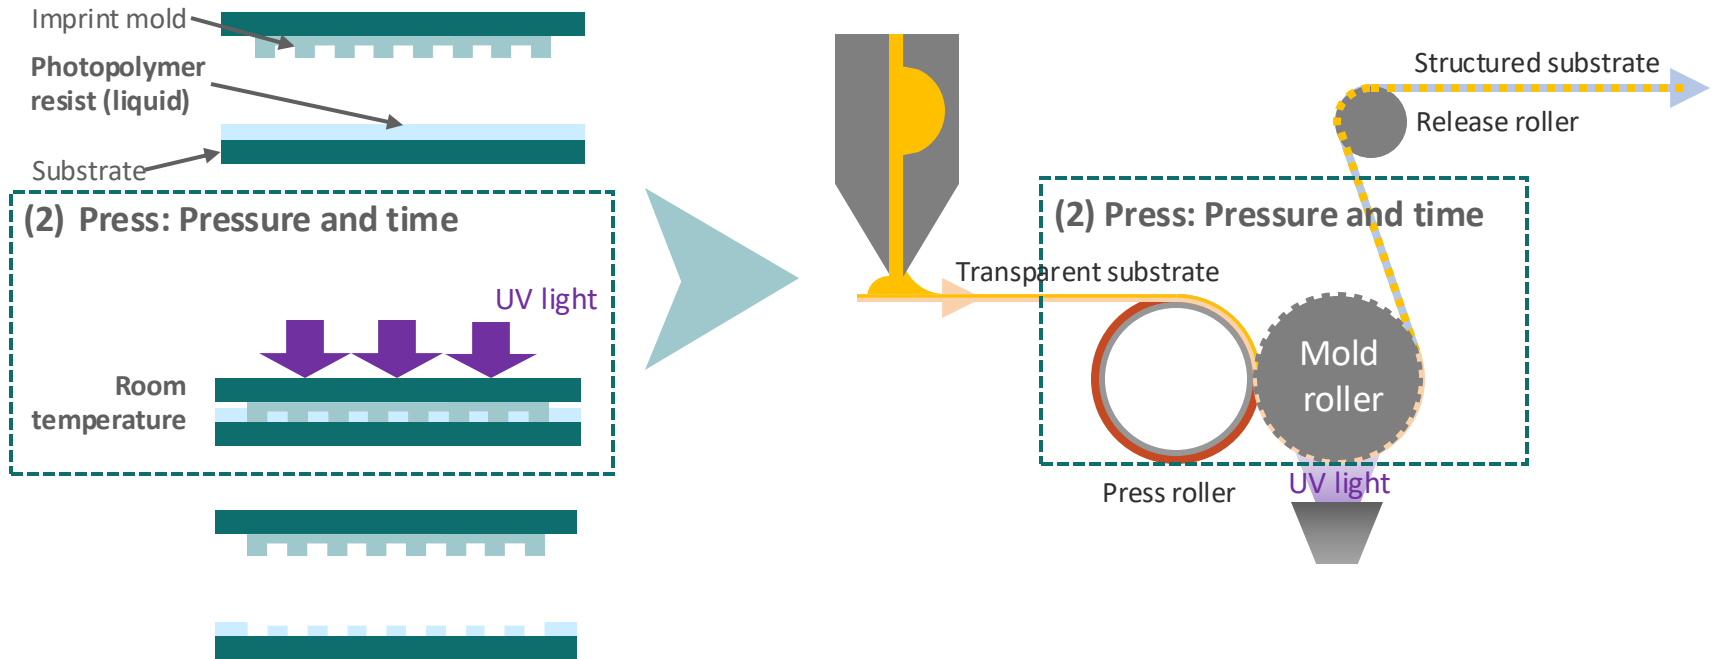 Imprint mold
Photopolymer
resist (liquid)
Substrate
(2) Press: Pressure and time
UV light
Room
temperature
Structured substrate
Release roller
(2) Press: Pressure and time
Transparent substrate
Mold
roller
UV light
Press roller